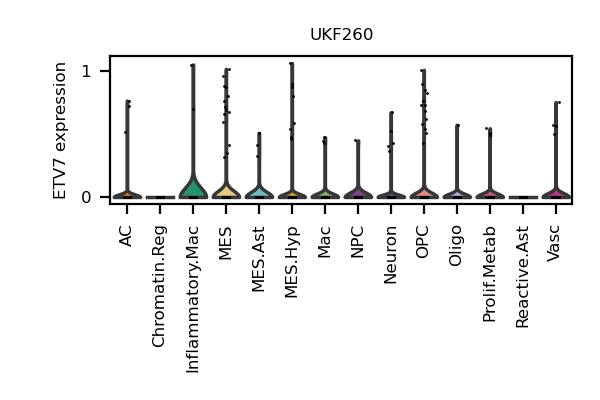 UKF260
ETV7 expression
1
0
AC
Chromatin.Reg
Inflammatory.Mac
MES
MES.Ast
MES.Hyp
Mac
NPC
Neuron
OPC
Oligo
Prolif.Metab
Reactive.Ast
Vasc